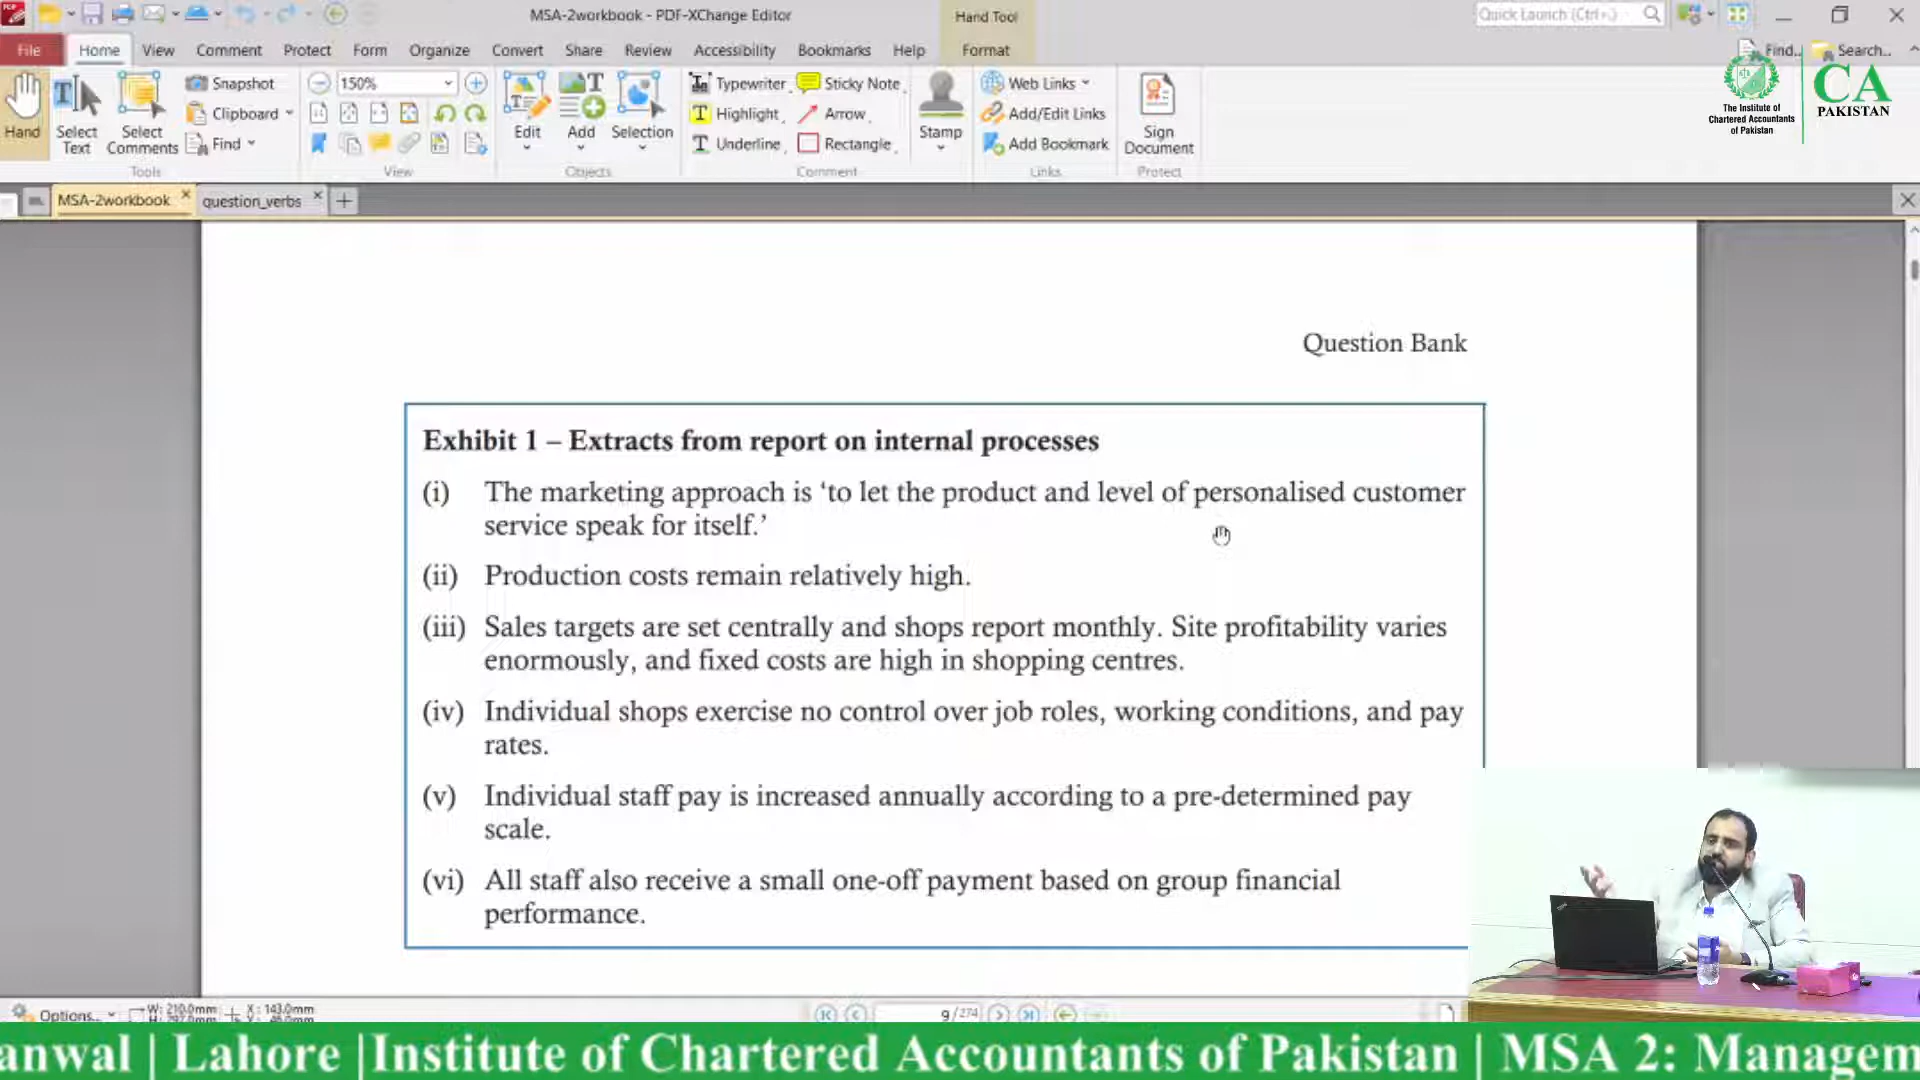 MSA-2workbook - PDF-XChange Editor
Hand Tool
Quick Launch (Ctrl+.)
File Home View Comment Protect Form Organize Convert Share Review Accessibility Bookmarks Help Format
Find... Search...
Hand
Select Text
Select Comments
Snapshot
Clipboard
Find
Tools
150%
View
Edit
Add
Selection
Objects
Typewriter Sticky Note
Highlight Arrow
Underline Rectangle
Comment
Stamp
Web Links
Add/Edit Links
Add Bookmark
Links
Sign Document
Protect
The Institute of
Chartered Accountants
of Pakistan
CA
PAKISTAN
MSA-2workbook question_verbs
Question Bank
Exhibit 1 – Extracts from report on internal processes
(i) The marketing approach is ‘to let the product and level of personalised customer
service speak for itself.’
(ii) Production costs remain relatively high.
(iii) Sales targets are set centrally and shops report monthly. Site profitability varies
enormously, and fixed costs are high in shopping centres.
(iv) Individual shops exercise no control over job roles, working conditions, and pay
rates.
(v) Individual staff pay is increased annually according to a pre-determined pay
scale.
(vi) All staff also receive a small one-off payment based on group financial
performance.
Options...
W: 210.0mm
X: 143.0mm
9 / 274
anwal | Lahore |Institute of Chartered Accountants of Pakistan | MSA 2: Managem